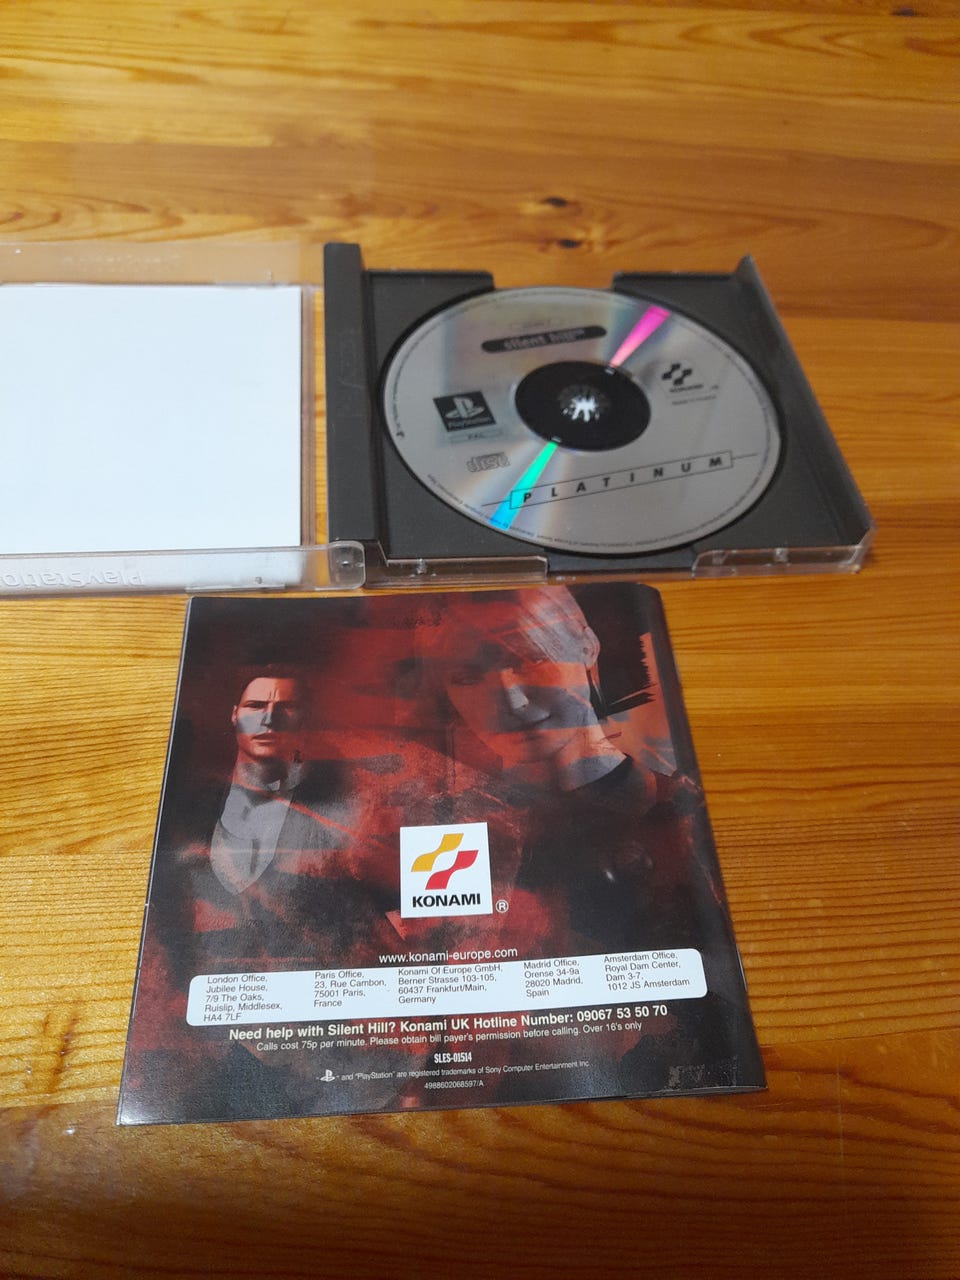 silent hill
PlayStation
PAL
KONAMI
disc
PLATINUM
PlayStation
KONAMI
®
www.konami-europe.com
London Office,
Jubilee House,
7/9 The Oaks,
Ruislip, Middlesex,
HA4 7LF
Paris Office,
23, Rue Cambon,
75001 Paris,
France
Konami Of Europe GmbH,
Berner Strasse 103-105,
60437 Frankfurt/Main,
Germany
Madrid Office,
Orense 34-9a
28020 Madrid,
Spain
Amsterdam Office,
Royal Dam Center,
Dam 3-7,
1012 JS Amsterdam
Need help with Silent Hill? Konami UK Hotline Number: 09067 53 50 70
Calls cost 75p per minute. Please obtain bill payer's permission before calling. Over 16's only
SLES-01514
and "PlayStation" are registered trademarks of Sony Computer Entertainment Inc
4988602068597/A